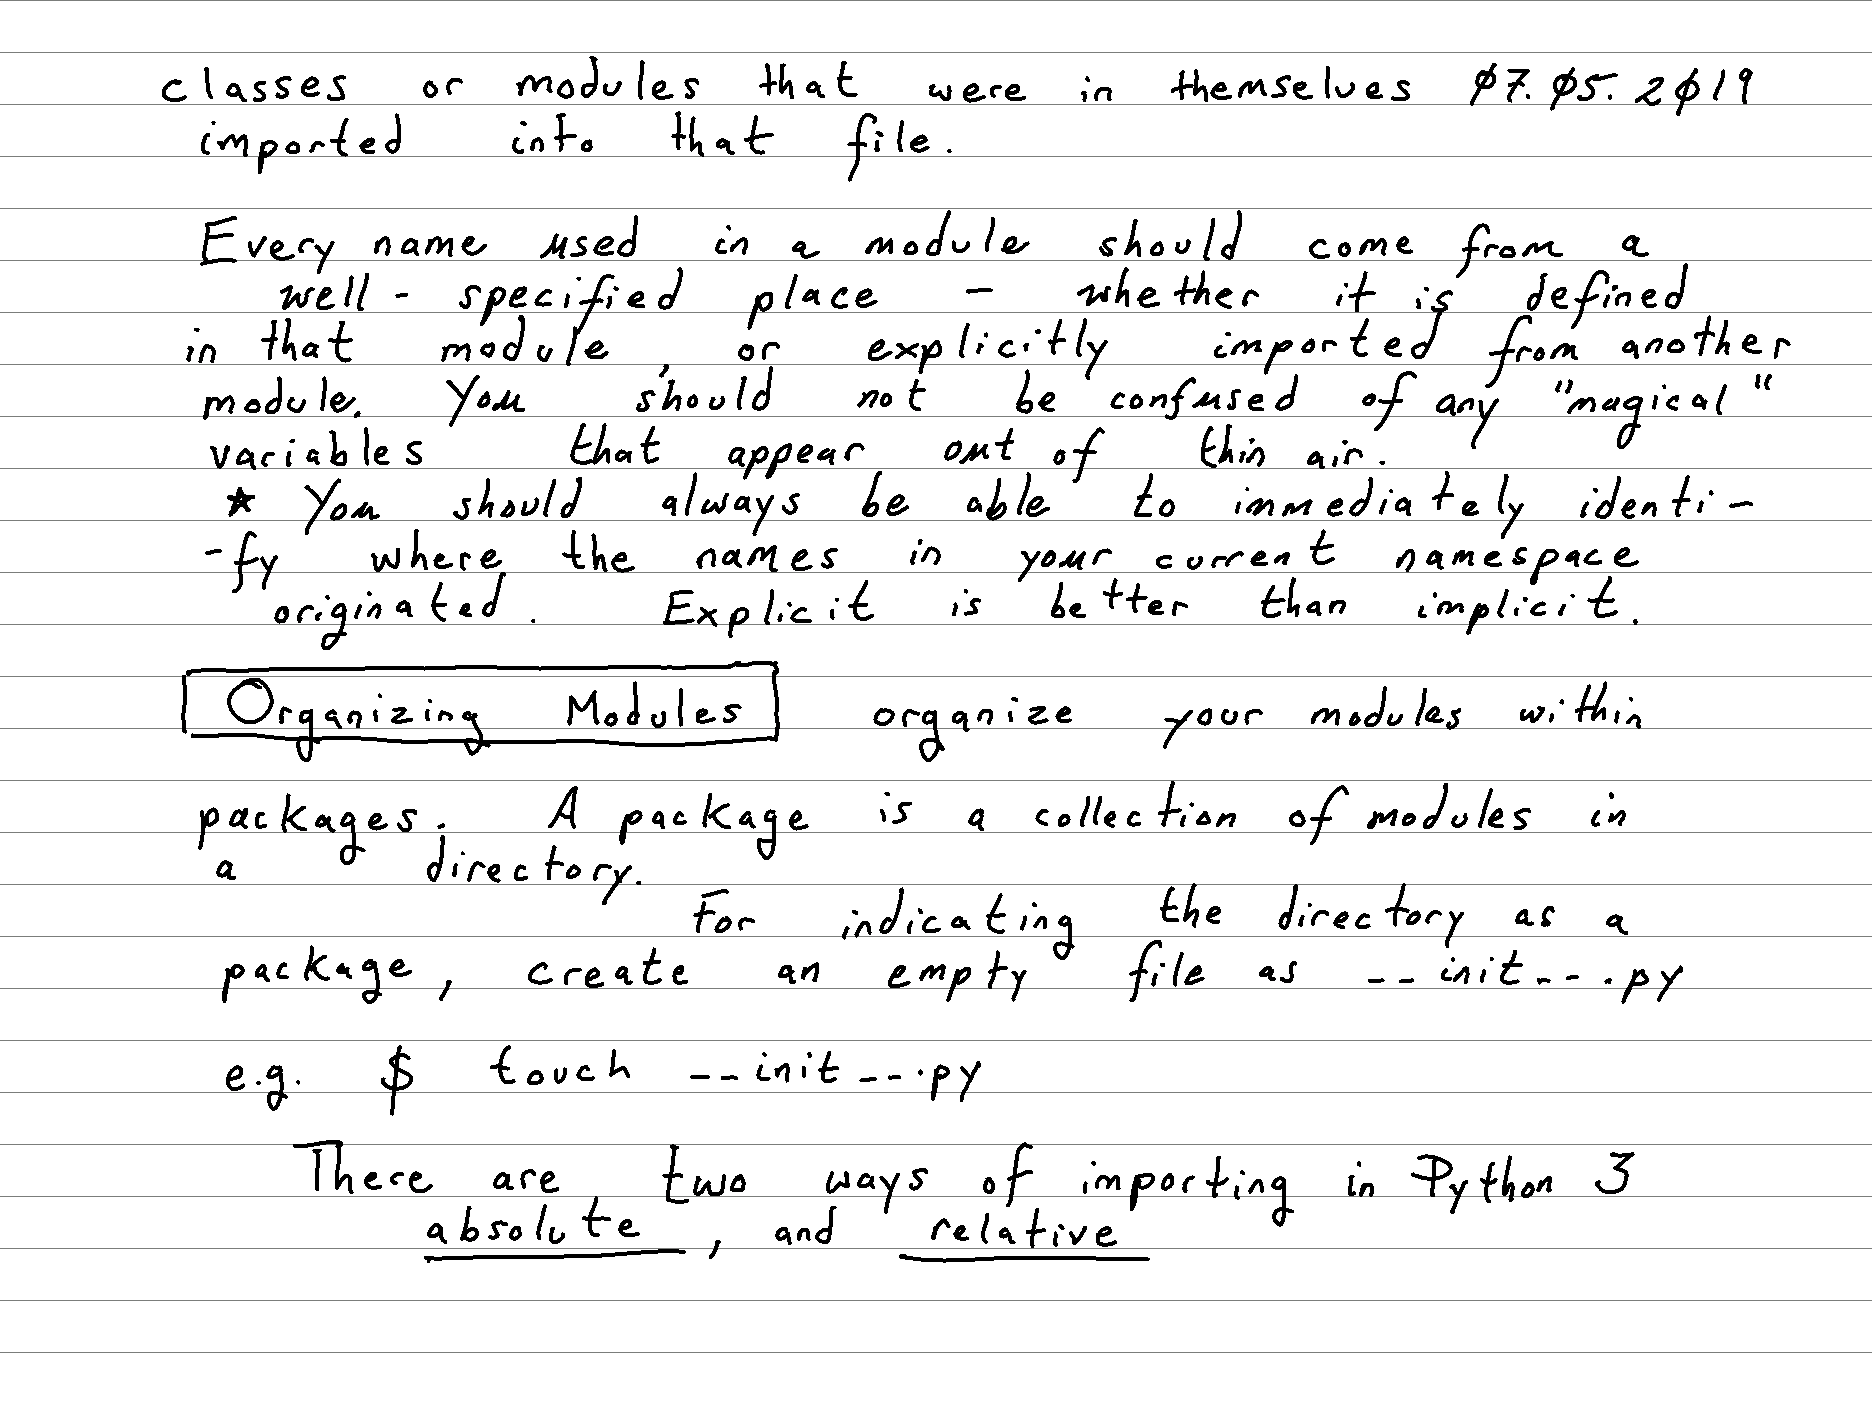 classes or modules that were in themselves 07.05.2019
imported into that file.
Every name used in a module should come from a
well - specified place - whether it is defined
in that module, or explicitly imported from another
module. You should not be confused of any "magical"
variables that appear out of thin air.
* You should always be able to immediately identi-
-fy where the names in your current namespace
originated. Explicit is better than implicit.
Organizing Modules organize your modules within
packages. A package is a collection of modules in
a directory.
For indicating the directory as a
package, create an empty file as __init__.py
e.g. $ touch __init__.py
There are two ways of importing in Python 3
absolute, and relative